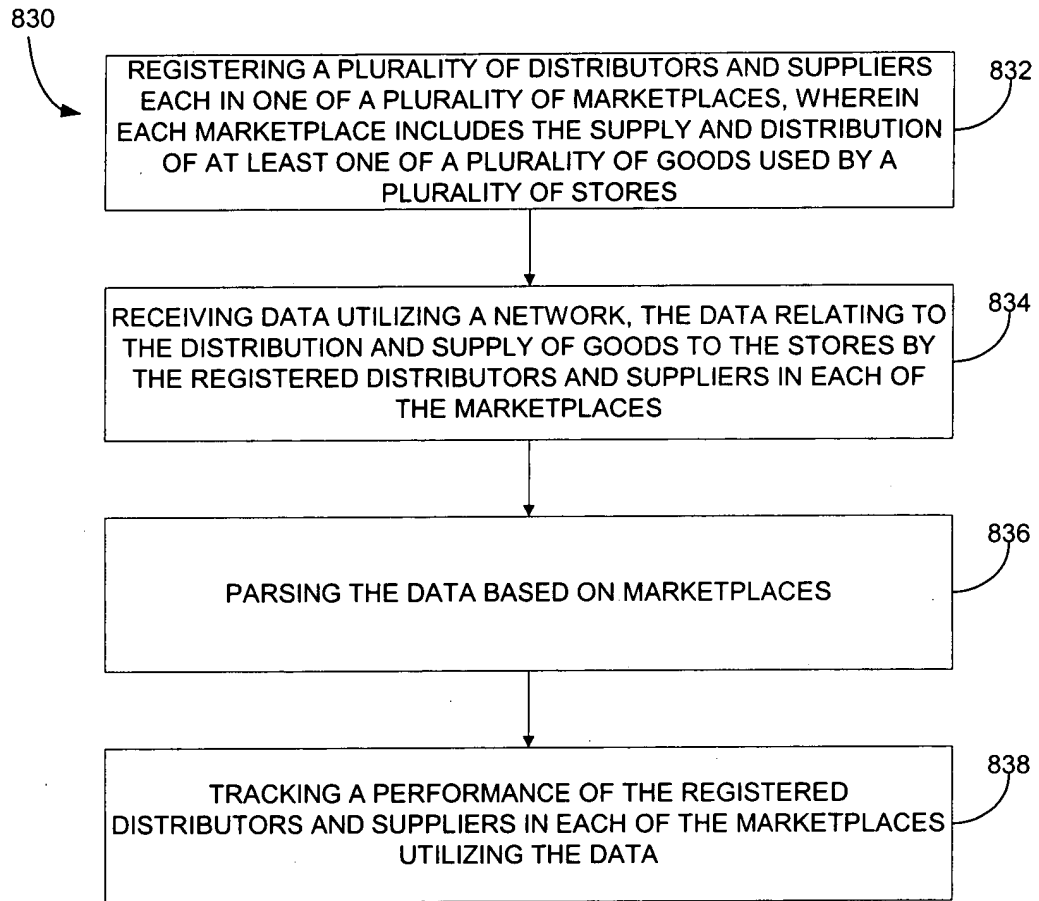 830
REGISTERING A PLURALITY OF DISTRIBUTORS AND SUPPLIERS
EACH IN ONE OF A PLURALITY OF MARKETPLACES, WHEREIN
EACH MARKETPLACE INCLUDES THE SUPPLY AND DISTRIBUTION
OF AT LEAST ONE OF A PLURALITY OF GOODS USED BY A
PLURALITY OF STORES
832
RECEIVING DATA UTILIZING A NETWORK, THE DATA RELATING TO
THE DISTRIBUTION AND SUPPLY OF GOODS TO THE STORES BY
THE REGISTERED DISTRIBUTORS AND SUPPLIERS IN EACH OF
THE MARKETPLACES
834
PARSING THE DATA BASED ON MARKETPLACES
836
TRACKING A PERFORMANCE OF THE REGISTERED
DISTRIBUTORS AND SUPPLIERS IN EACH OF THE MARKETPLACES
UTILIZING THE DATA
838